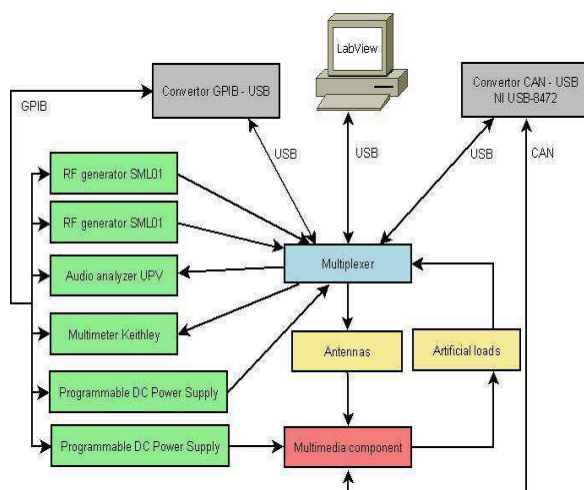 LabView
Convertor GPIB - USB
Convertor CAN - USB
NI USB-8472
GPIB
USB
USB
USB
CAN
RF generator SML01
RF generator SML01
Audio analyzer UPV
Multiplexer
Multimeter Keithley
Antennas
Artificial loads
Programmable DC Power Supply
Programmable DC Power Supply
Multimedia component